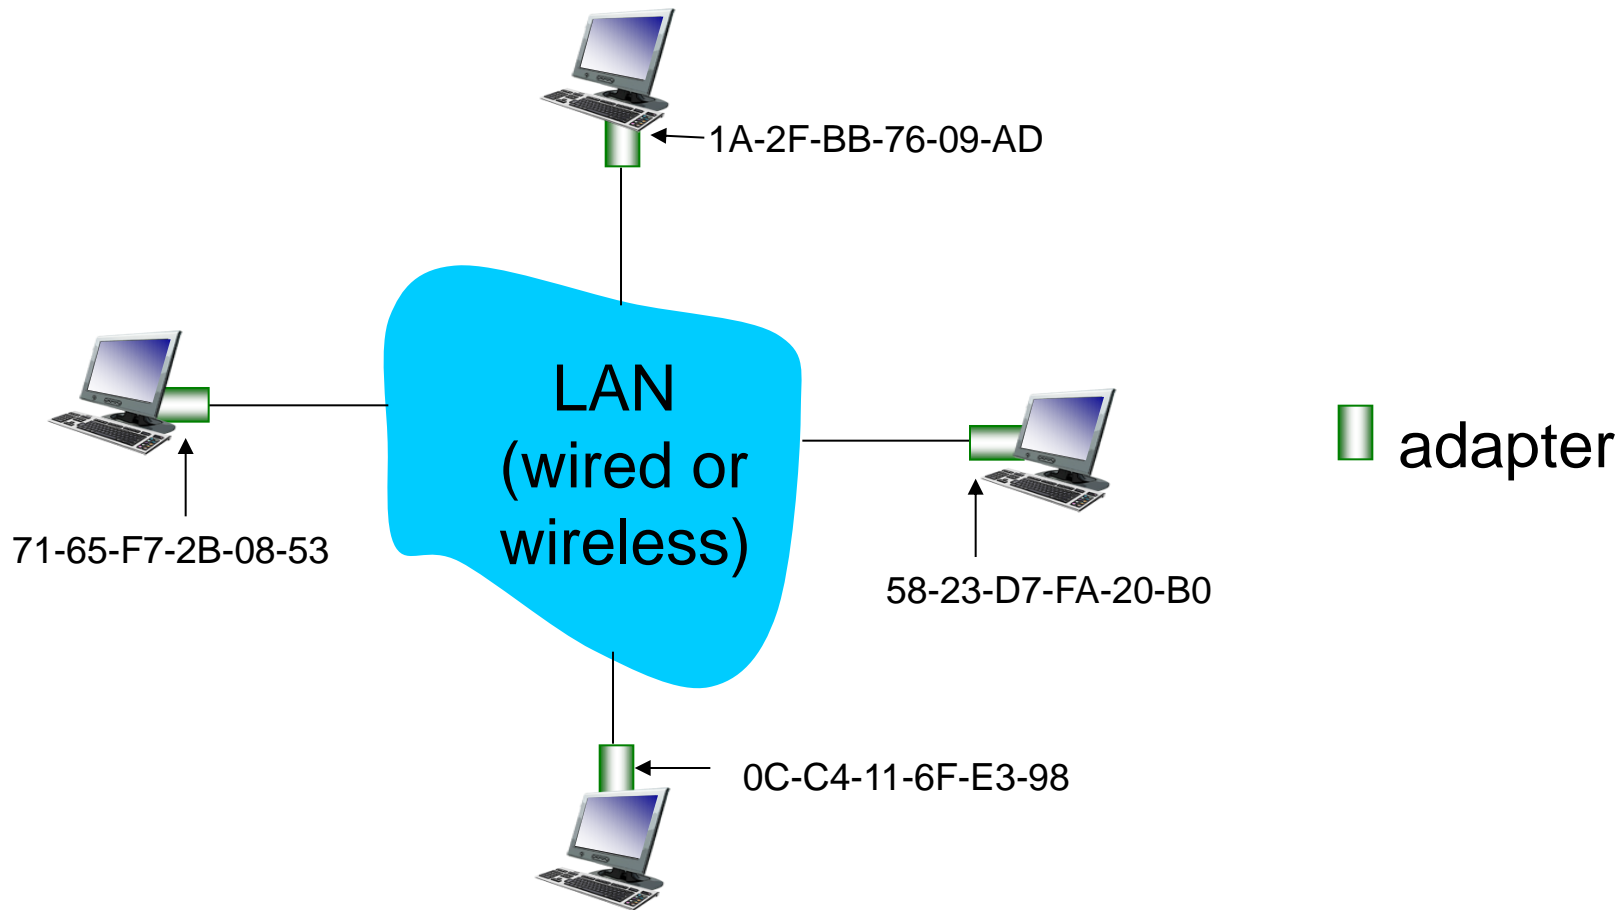 1A-2F-BB-76-09-AD
LAN
(wired or
wireless)
adapter
71-65-F7-2B-08-53
58-23-D7-FA-20-B0
0C-C4-11-6F-E3-98